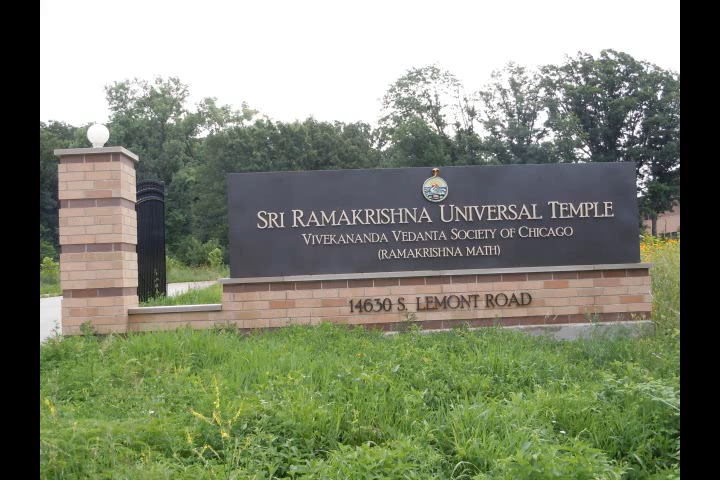 SRI RAMAKRISHNA UNIVERSAL TEMPLE
VIVEKANANDA VEDANTA SOCIETY OF CHICAGO
(RAMAKRISHNA MATH)
14630 S. LEMONT ROAD